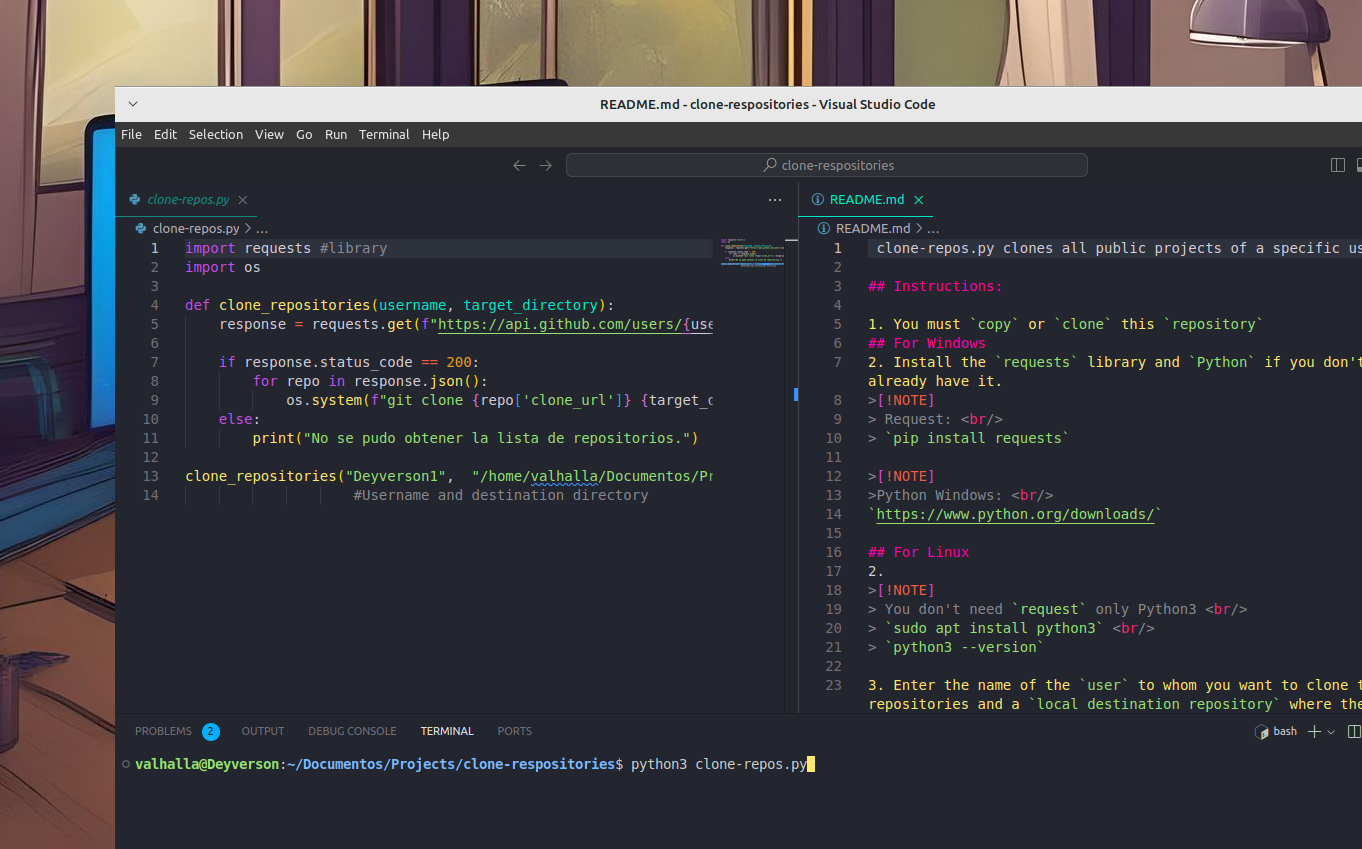 README.md - clone-respositories - Visual Studio Code
File Edit Selection View Go Run Terminal Help
clone-respositories
clone-repos.py
clone-repos.py > ...
1 import requests #library
2 import os
3
4 def clone_repositories(username, target_directory):
5 response = requests.get(f"https://api.github.com/users/{use
6
7 if response.status_code == 200:
8 for repo in response.json():
9 os.system(f"git clone {repo['clone_url']} {target_d
10 else:
11 print("No se pudo obtener la lista de repositorios.")
12
13 clone_repositories("Deyverson1", "/home/valhalla/Documentos/Pr
14 #Username and destination directory
README.md
README.md > ...
1 clone-repos.py clones all public projects of a specific us
2
3 ## Instructions:
4
5 1. You must `copy` or `clone` this `repository`
6 ## For Windows
7 2. Install the `requests` library and `Python` if you don't
already have it.
8 >[!NOTE]
9 > Request: <br/>
10 > `pip install requests`
11
12 >[!NOTE]
13 >Python Windows: <br/>
14 `https://www.python.org/downloads/`
15
16 ## For Linux
17 2.
18 >[!NOTE]
19 > You don't need `request` only Python3 <br/>
20 > `sudo apt install python3` <br/>
21 > `python3 --version`
22
23 3. Enter the name of the `user` to whom you want to clone t
repositories and a `local destination repository` where the
PROBLEMS 2 OUTPUT DEBUG CONSOLE TERMINAL PORTS
bash
valhalla@Deyverson:~/Documentos/Projects/clone-respositories$ python3 clone-repos.py